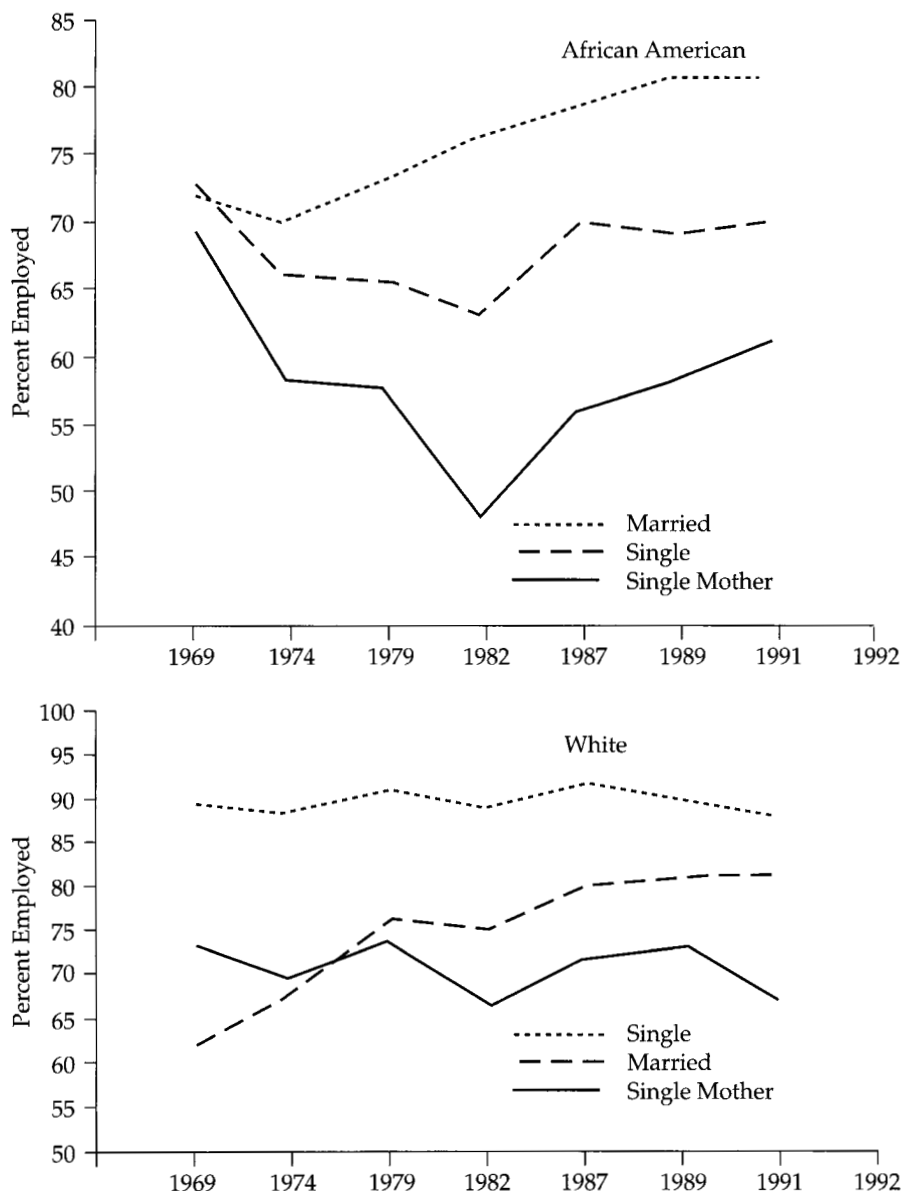 85
African American
80
75
70
65
60
55
50
45
40
Percent Employed
Married
Single
Single Mother
1969 1974 1979 1982 1987 1989 1991 1992
100
White
95
90
85
80
75
70
65
60
55
50
Percent Employed
Single
Married
Single Mother
1969 1974 1979 1982 1987 1989 1991 1992